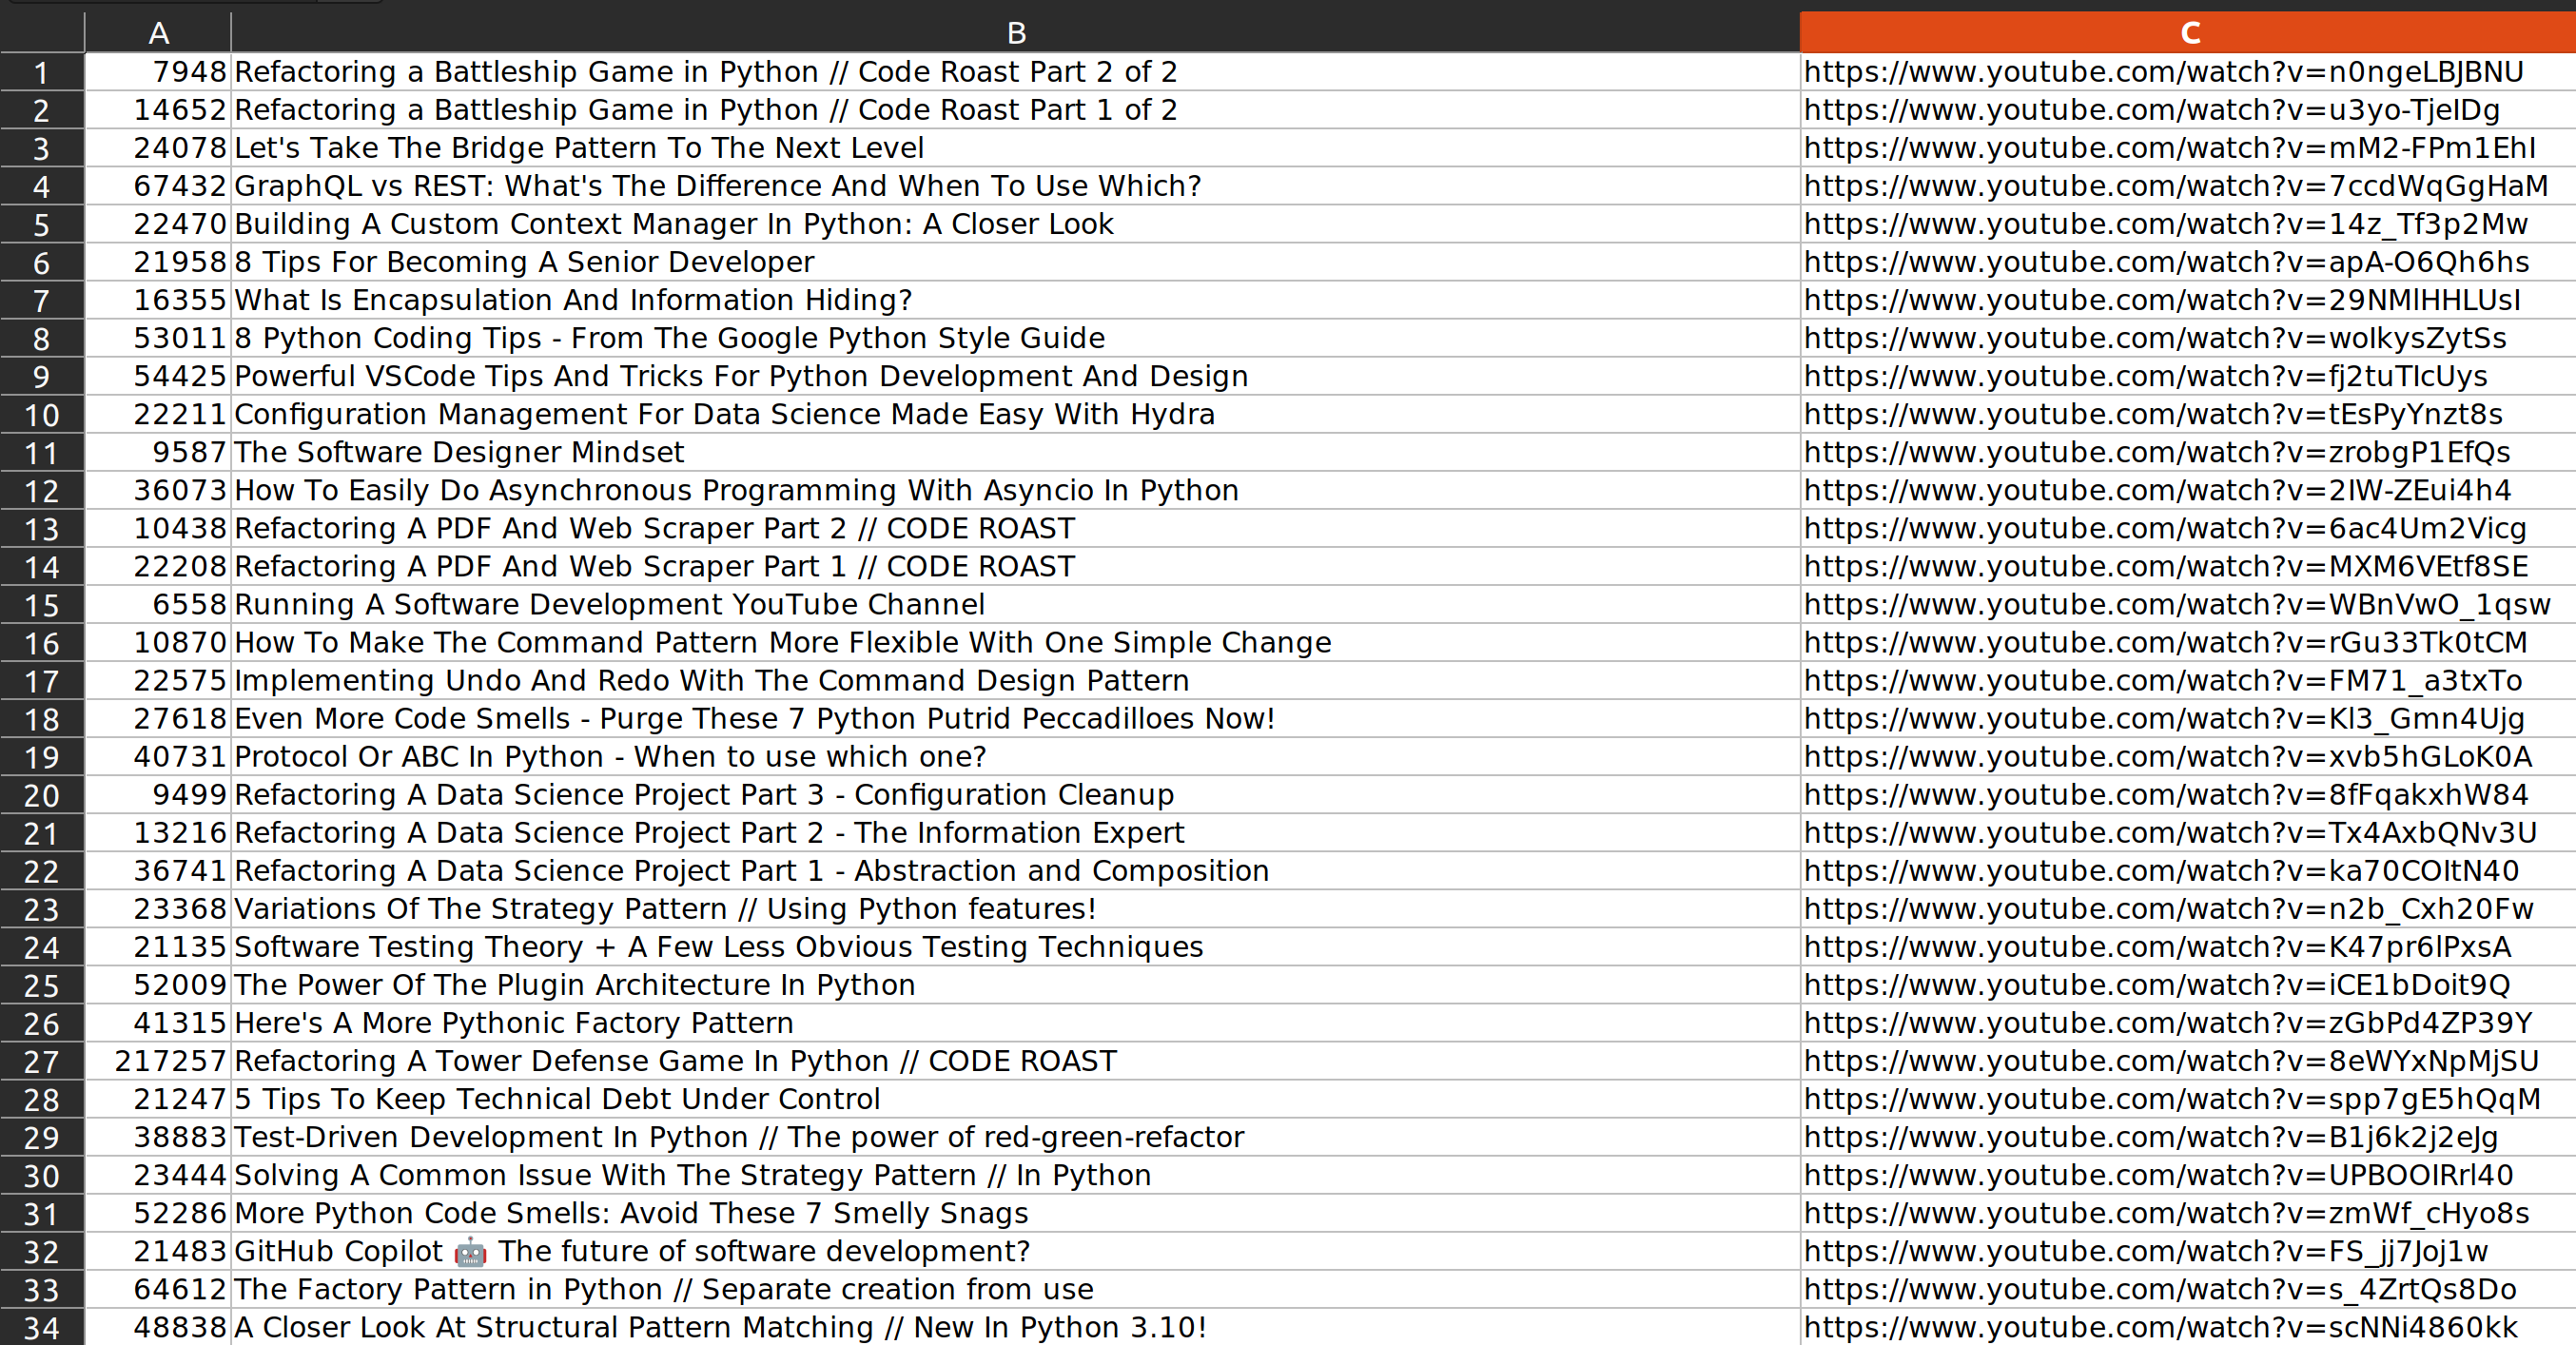 A B C
1 7948 Refactoring a Battleship Game in Python // Code Roast Part 2 of 2 https://www.youtube.com/watch?v=n0ngeLBJBNU
2 14652 Refactoring a Battleship Game in Python // Code Roast Part 1 of 2 https://www.youtube.com/watch?v=u3yo-TjeIDg
3 24078 Let's Take The Bridge Pattern To The Next Level https://www.youtube.com/watch?v=mM2-FPm1EhI
4 67432 GraphQL vs REST: What's The Difference And When To Use Which? https://www.youtube.com/watch?v=7ccdWqGgHaM
5 22470 Building A Custom Context Manager In Python: A Closer Look https://www.youtube.com/watch?v=14z_Tf3p2Mw
6 21958 8 Tips For Becoming A Senior Developer https://www.youtube.com/watch?v=apA-O6Qh6hs
7 16355 What Is Encapsulation And Information Hiding? https://www.youtube.com/watch?v=29NMlHHLUsI
8 53011 8 Python Coding Tips - From The Google Python Style Guide https://www.youtube.com/watch?v=woIkysZytSs
9 54425 Powerful VSCode Tips And Tricks For Python Development And Design https://www.youtube.com/watch?v=fj2tuTIcUys
10 22211 Configuration Management For Data Science Made Easy With Hydra https://www.youtube.com/watch?v=tEsPyYnzt8s
11 9587 The Software Designer Mindset https://www.youtube.com/watch?v=zrobgP1EfQs
12 36073 How To Easily Do Asynchronous Programming With Asyncio In Python https://www.youtube.com/watch?v=2IW-ZEui4h4
13 10438 Refactoring A PDF And Web Scraper Part 2 // CODE ROAST https://www.youtube.com/watch?v=6ac4Um2Vicg
14 22208 Refactoring A PDF And Web Scraper Part 1 // CODE ROAST https://www.youtube.com/watch?v=MXM6VEtf8SE
15 6558 Running A Software Development YouTube Channel https://www.youtube.com/watch?v=WBnVwO_1qsw
16 10870 How To Make The Command Pattern More Flexible With One Simple Change https://www.youtube.com/watch?v=rGu33Tk0tCM
17 22575 Implementing Undo And Redo With The Command Design Pattern https://www.youtube.com/watch?v=FM71_a3txTo
18 27618 Even More Code Smells - Purge These 7 Python Putrid Peccadilloes Now! https://www.youtube.com/watch?v=Kl3_Gmn4Ujg
19 40731 Protocol Or ABC In Python - When to use which one? https://www.youtube.com/watch?v=xvb5hGLoK0A
20 9499 Refactoring A Data Science Project Part 3 - Configuration Cleanup https://www.youtube.com/watch?v=8fFqakxhW84
21 13216 Refactoring A Data Science Project Part 2 - The Information Expert https://www.youtube.com/watch?v=Tx4AxbQNv3U
22 36741 Refactoring A Data Science Project Part 1 - Abstraction and Composition https://www.youtube.com/watch?v=ka70COItN40
23 23368 Variations Of The Strategy Pattern // Using Python features! https://www.youtube.com/watch?v=n2b_Cxh20Fw
24 21135 Software Testing Theory + A Few Less Obvious Testing Techniques https://www.youtube.com/watch?v=K47pr6lPxsA
25 52009 The Power Of The Plugin Architecture In Python https://www.youtube.com/watch?v=iCE1bDoit9Q
26 41315 Here's A More Pythonic Factory Pattern https://www.youtube.com/watch?v=zGbPd4ZP39Y
27 217257 Refactoring A Tower Defense Game In Python // CODE ROAST https://www.youtube.com/watch?v=8eWYxNpMjSU
28 21247 5 Tips To Keep Technical Debt Under Control https://www.youtube.com/watch?v=spp7gE5hQqM
29 38883 Test-Driven Development In Python // The power of red-green-refactor https://www.youtube.com/watch?v=B1j6k2j2eJg
30 23444 Solving A Common Issue With The Strategy Pattern // In Python https://www.youtube.com/watch?v=UPBOOIRrl40
31 52286 More Python Code Smells: Avoid These 7 Smelly Snags https://www.youtube.com/watch?v=zmWf_cHyo8s
32 21483 GitHub Copilot 🤖 The future of software development? https://www.youtube.com/watch?v=FS_jj7Joj1w
33 64612 The Factory Pattern in Python // Separate creation from use https://www.youtube.com/watch?v=s_4ZrtQs8Do
34 48838 A Closer Look At Structural Pattern Matching // New In Python 3.10! https://www.youtube.com/watch?v=scNNi4860kk